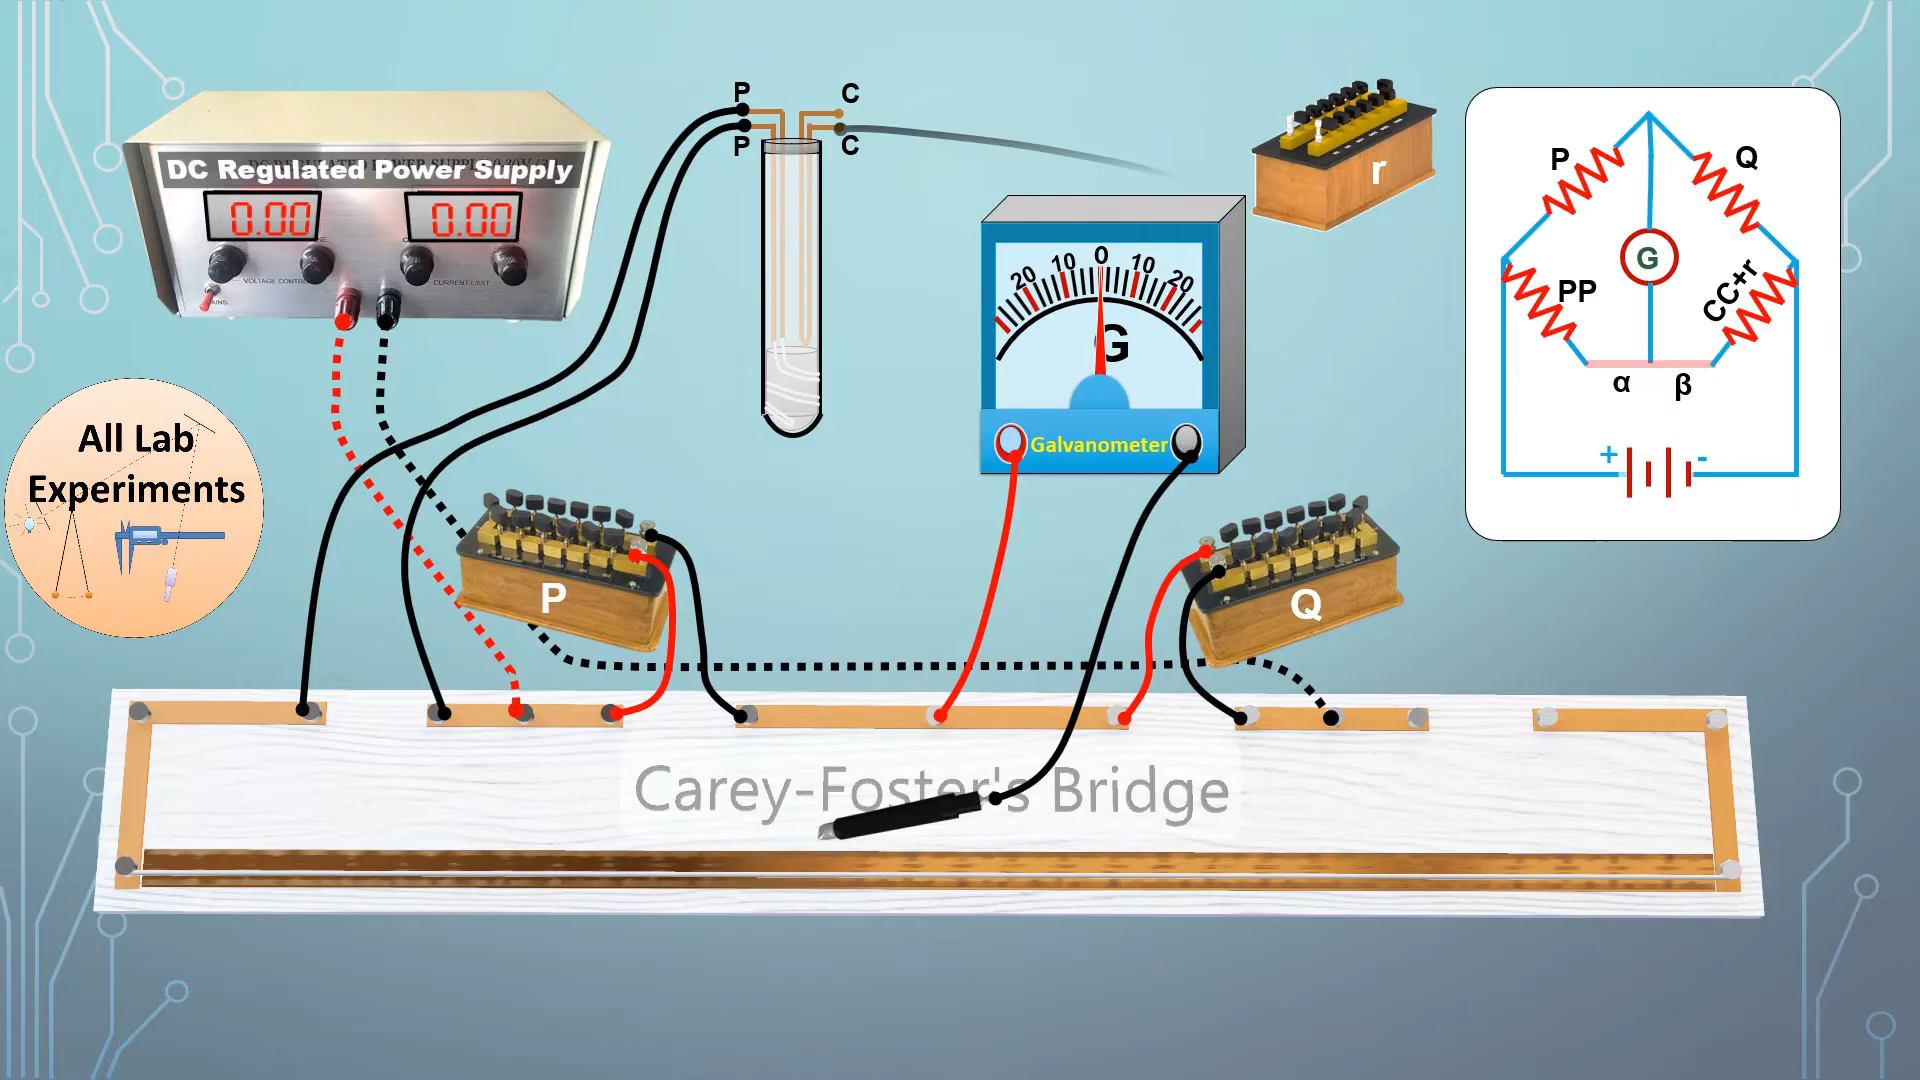 P
C
P
C
DC Regulated Power Supply
0.00
0.00
VOLTAGE CONTR
CURRENT LIMIT
r
20 10 0 10 20
G
Galvanometer
P
Q
G
PP
CC+r
α
β
+
-
All Lab
Experiments
P
Q
Carey-Foster's Bridge